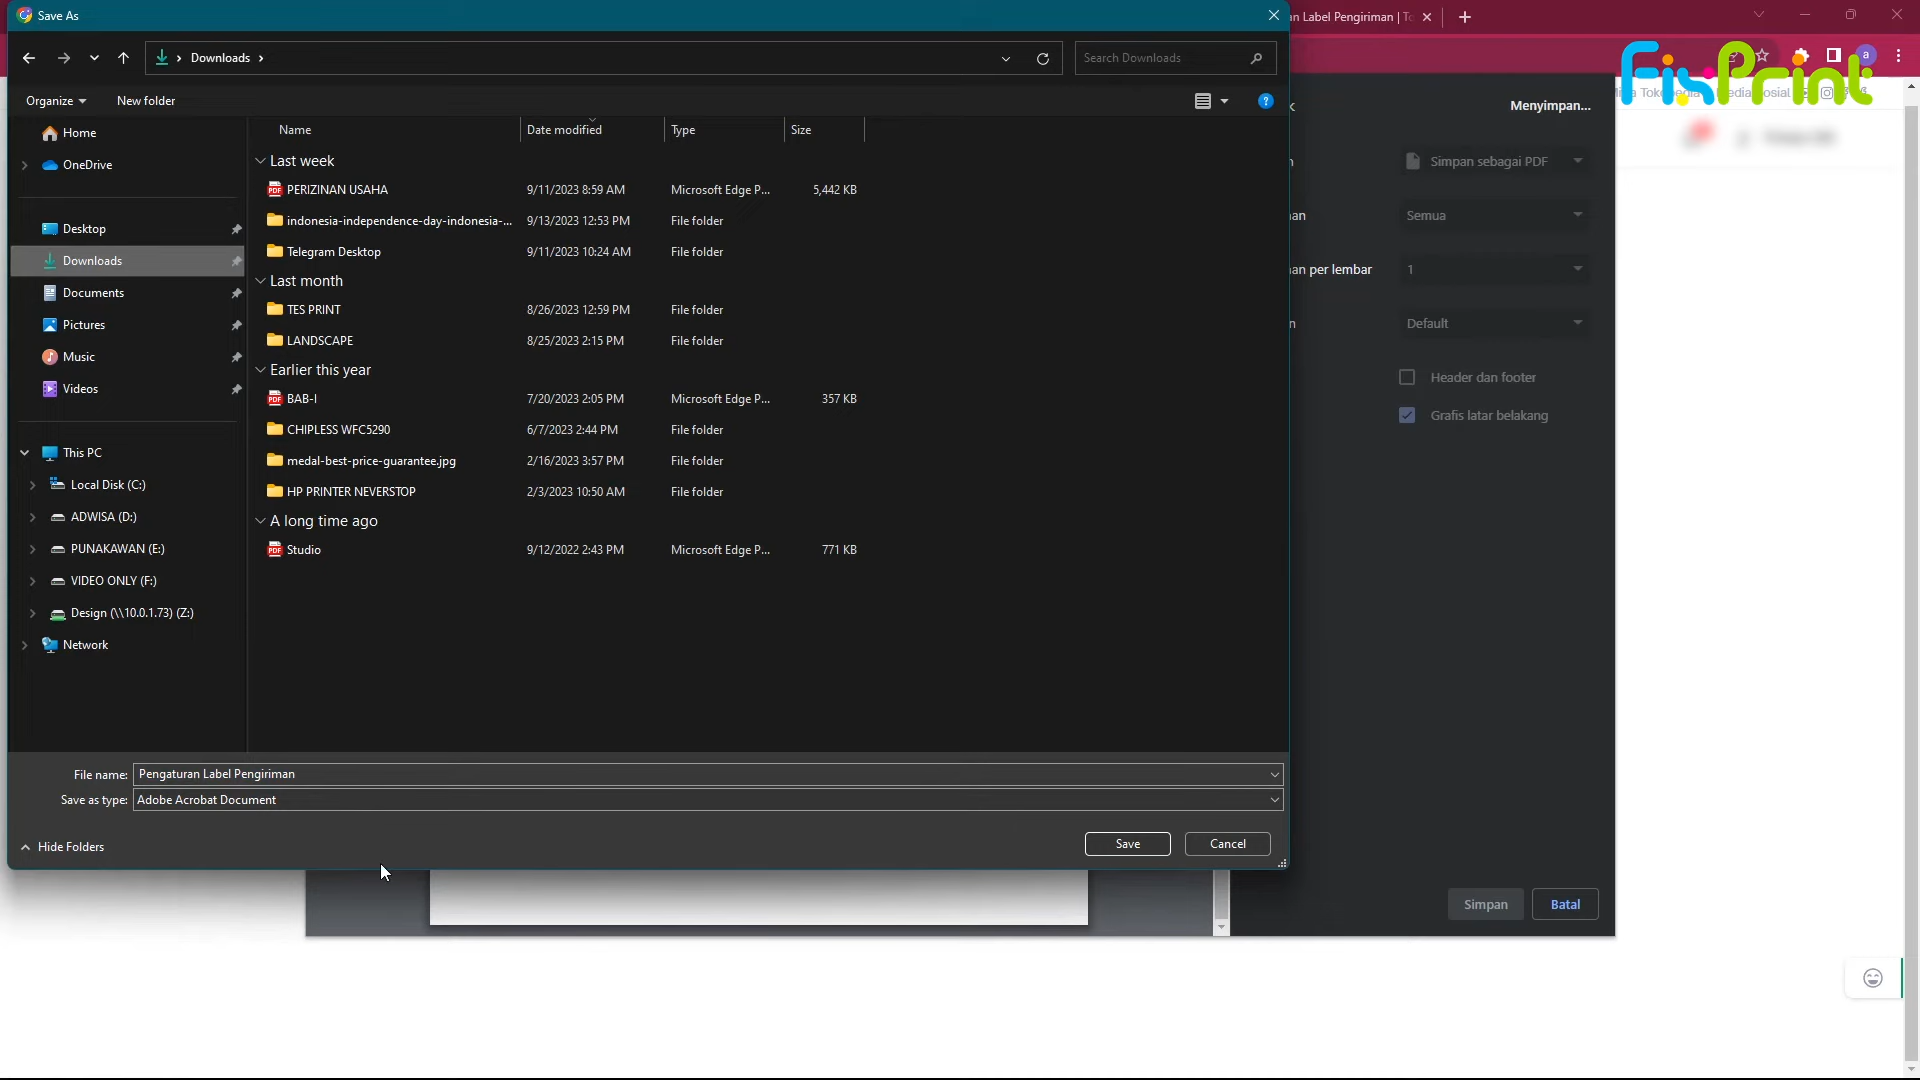 Save As
an Label Pengiriman | To
Downloads
Search Downloads
a
FixPrint
Organize
New folder
Menyimpan...
Home
OneDrive
Desktop
Downloads
Documents
Pictures
Music
Videos
This PC
Local Disk (C:)
ADWISA (D:)
PUNAKAWAN (E:)
VIDEO ONLY (F:)
Design (\\10.0.1.73) (Z:)
Network
Name Date modified Type Size
Last week
PERIZINAN USAHA 9/11/2023 8:59 AM Microsoft Edge P... 5,442 KB
indonesia-independence-day-indonesia-... 9/13/2023 12:53 PM File folder
Telegram Desktop 9/11/2023 10:24 AM File folder
Last month
TES PRINT 8/26/2023 12:59 PM File folder
LANDSCAPE 8/25/2023 2:15 PM File folder
Earlier this year
BAB-I 7/20/2023 2:05 PM Microsoft Edge P... 357 KB
CHIPLESS WFC5290 6/7/2023 2:44 PM File folder
medal-best-price-guarantee.jpg 2/16/2023 3:57 PM File folder
HP PRINTER NEVERSTOP 2/3/2023 10:50 AM File folder
A long time ago
Studio 9/12/2022 2:43 PM Microsoft Edge P... 771 KB
Simpan sebagai PDF
an Semua
an per lembar 1
n Default
Header dan footer
Grafis latar belakang
File name: Pengaturan Label Pengiriman
Save as type: Adobe Acrobat Document
Hide Folders
Save
Cancel
Simpan
Batal